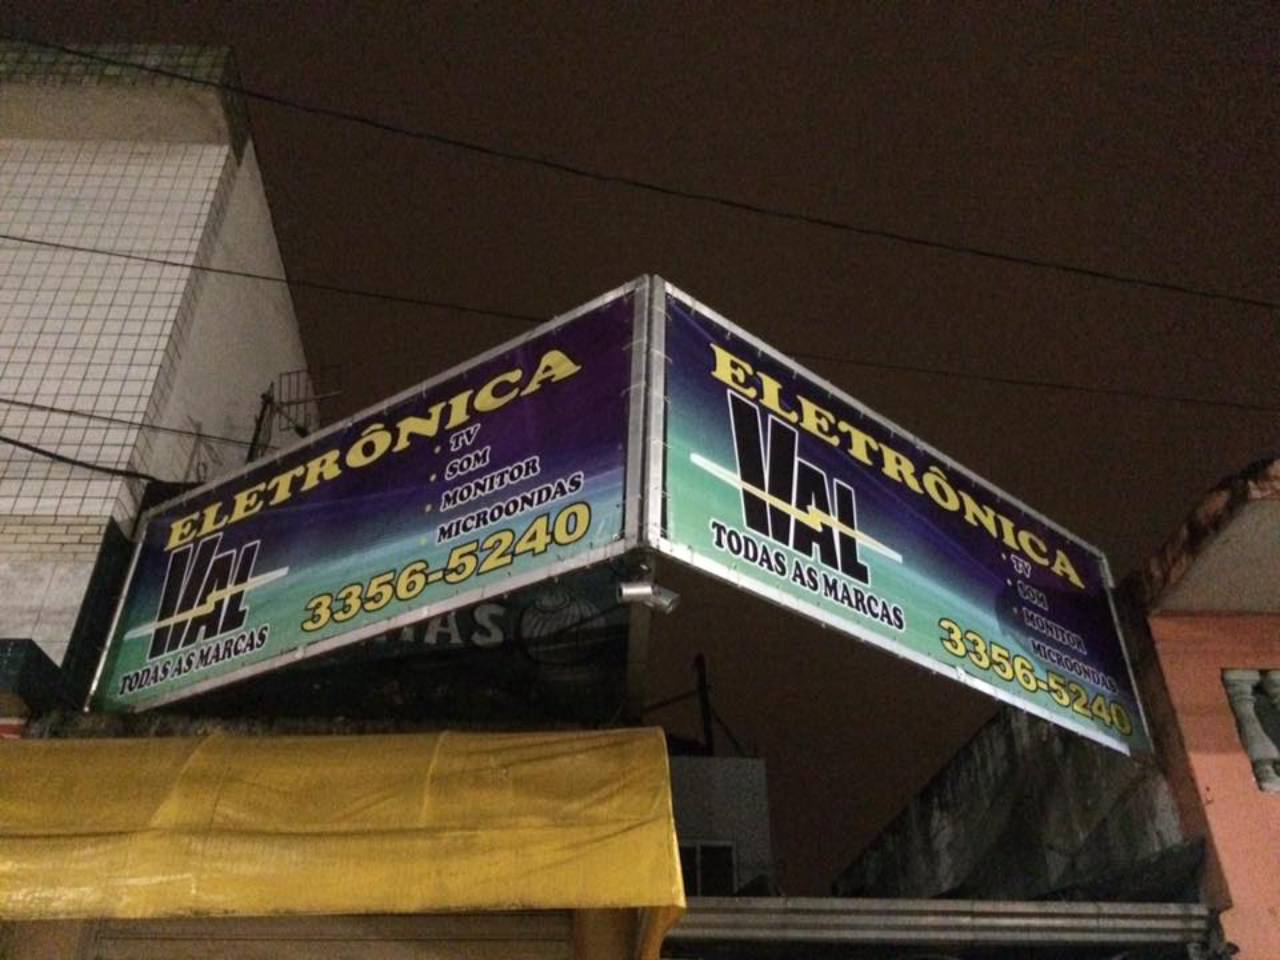 ELETRÔNICA
• TV
• SOM
• MONITOR
• MICROONDAS
VAL
TODAS AS MARCAS
3356-5240
ELETRÔNICA
VAL
• TV
• SOM
• MONITOR
MICROONDAS
TODAS AS MARCAS
3356-5240